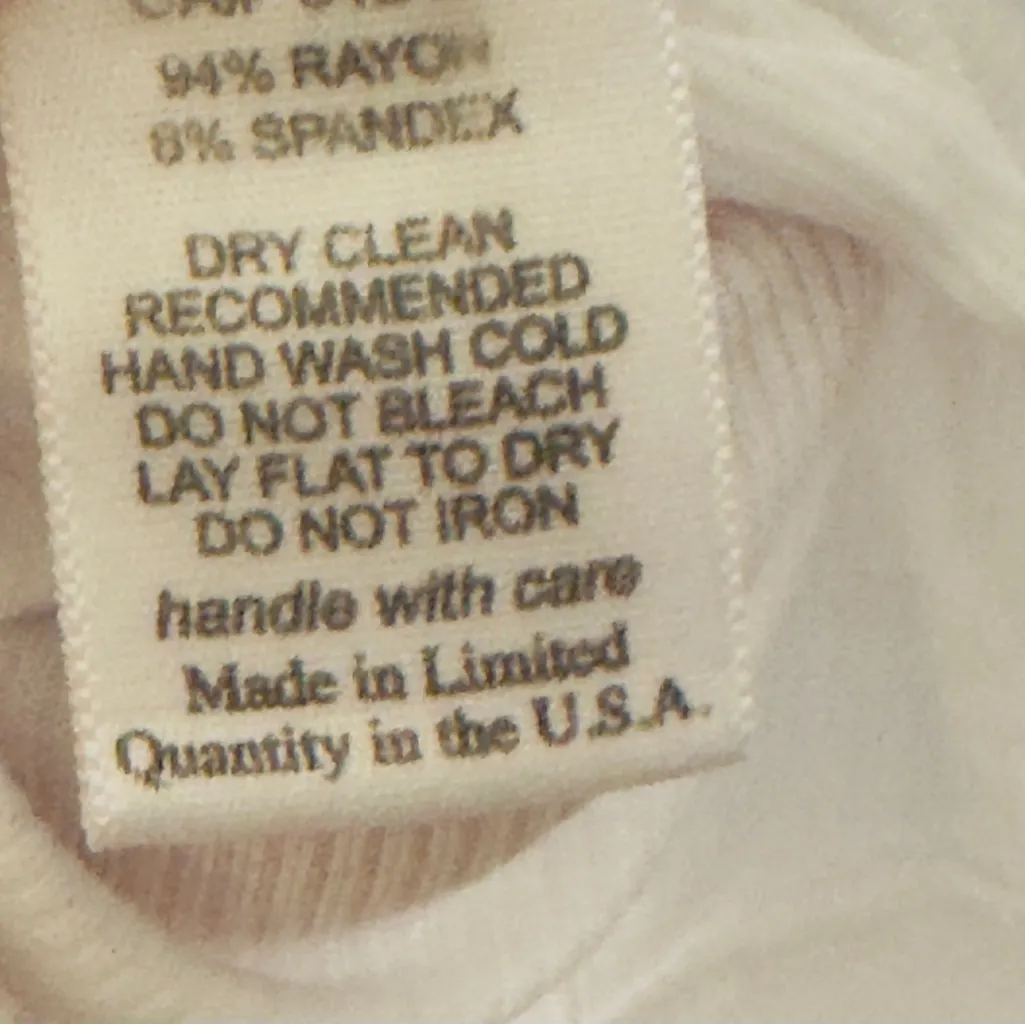 94% RAYON
6% SPANDEX
DRY CLEAN
RECOMMENDED
HAND WASH COLD
DO NOT BLEACH
LAY FLAT TO DRY
DO NOT IRON
handle with care
Made in Limited
Quantity in the U.S.A.